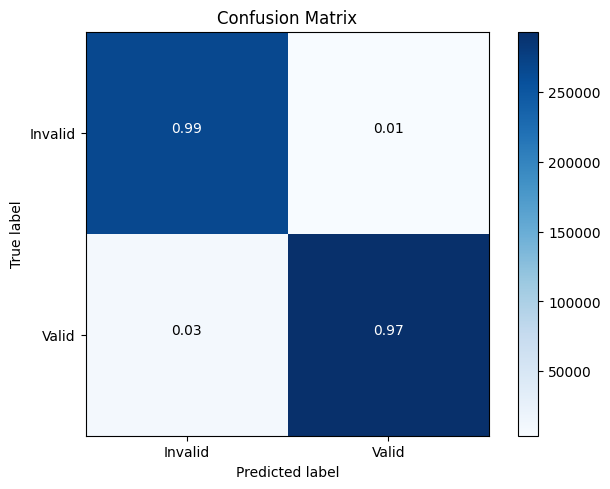 Confusion Matrix
True label
Invalid
0.99
0.01
Valid
0.03
0.97
Invalid
Valid
Predicted label
250000
200000
150000
100000
50000